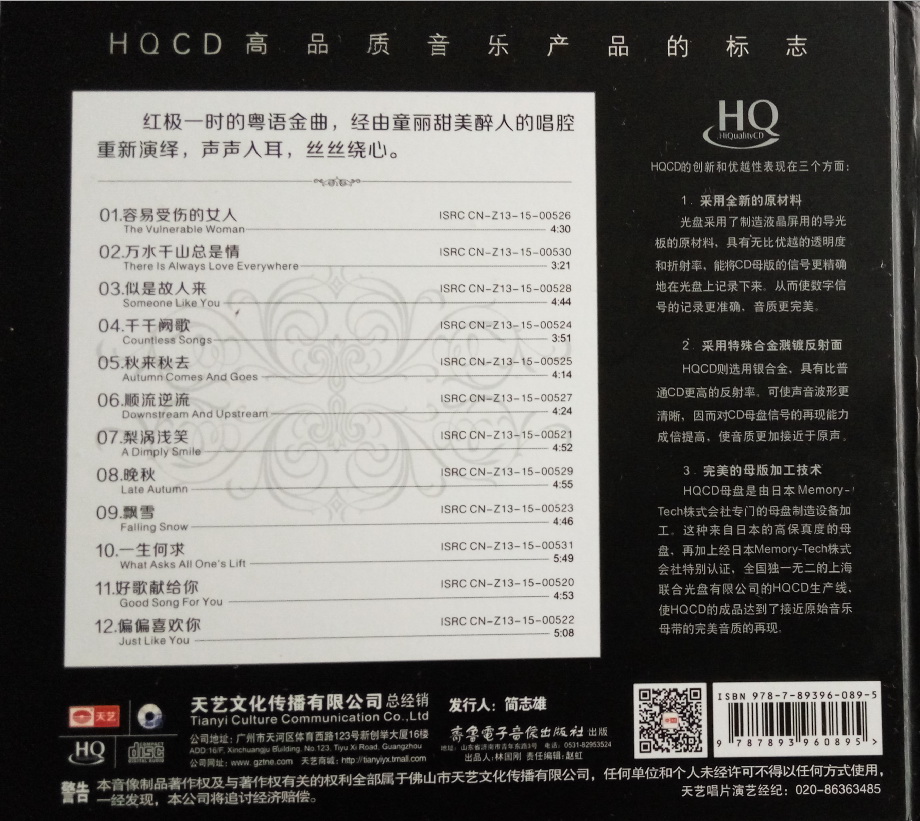 HQCD高品质音乐产品的标志
红极一时的粤语金曲，经由童丽甜美醉人的唱腔
重新演绎，声声入耳，丝丝绕心。
01.容易受伤的女人 ISRC CN-Z13-15-00526
The Vulnerable Woman 4:30
02.万水千山总是情 ISRC CN-Z13-15-00530
There Is Always Love Everywhere 3:21
03.似是故人来 ISRC CN-Z13-15-00528
Someone Like You 4:44
04.千千阙歌 ISRC CN-Z13-15-00524
Countless Songs 3:51
05.秋来秋去 ISRC CN-Z13-15-00525
Autumn Comes And Goes 4:14
06.顺流逆流 ISRC CN-Z13-15-00527
Downstream And Upstream 4:24
07.梨涡浅笑 ISRC CN-Z13-15-00521
A Dimply Smile 4:52
08.晚秋 ISRC CN-Z13-15-00529
Late Autumn 4:55
09.飘雪 ISRC CN-Z13-15-00523
Falling Snow 4:46
10.一生何求 ISRC CN-Z13-15-00531
What Asks All One's Lift 5:49
11.好歌献给你 ISRC CN-Z13-15-00520
Good Song For You 4:53
12.偏偏喜欢你 ISRC CN-Z13-15-00522
Just Like You 5:08
HQ
HiQualityCD
HQCD的创新和优越性表现在三个方面：
1．采用全新的原材料
光盘采用了制造液晶屏用的导光
板的原材料，具有无比优越的透明度
和折射率，能将CD母版的信号更精确
地在光盘上记录下来。从而使数字信
号的记录更准确、音质更完美。
2．采用特殊合金溅镀反射面
HQCD则选用银合金、具有比普
通CD更高的反射率。可使声音波形更
清晰，因而对CD母盘信号的再现能力
成倍提高、使音质更加接近于原声。
3．完美的母版加工技术
HQCD母盘是由日本Memory-
Tech株式会社专门的母盘制造设备加
工。这种来自日本的高保真度的母
盘，再加上经日本Memory-Tech株式
会社特别认证，全国独一无二的上海
联合光盘有限公司的HQCD生产线，
使HQCD的成品达到了接近原始音乐
母带的完美音质的再现。
天艺
HQ
COMPACT disc DIGITAL AUDIO
天艺文化传播有限公司 总经销
Tianyi Culture Communication Co.,Ltd
公司地址：广州市天河区体育西路123号新创举大厦16楼
ADD:16/F, Xinchuangju Building, No.123, Tiyu Xi Road, Guangzhou
公司网址：www.gztne.com 天艺商城：http://tianyiyx.tmall.com
发行人：简志雄
齐鲁电子音像出版社 出版
地址：山东省济南市青年东路3号 电话：0531-82953524
出品人:林国刚 责任编辑:赵虹
天艺
ISBN 978-7-89396-089-5
9 787893 960895 >
警告 本音像制品著作权及与著作权有关的权利全部属于佛山市天艺文化传播有限公司，任何单位和个人未经许可不得以任何方式使用，
一经发现，本公司将追讨经济赔偿。 天艺唱片演艺经纪：020-86363485